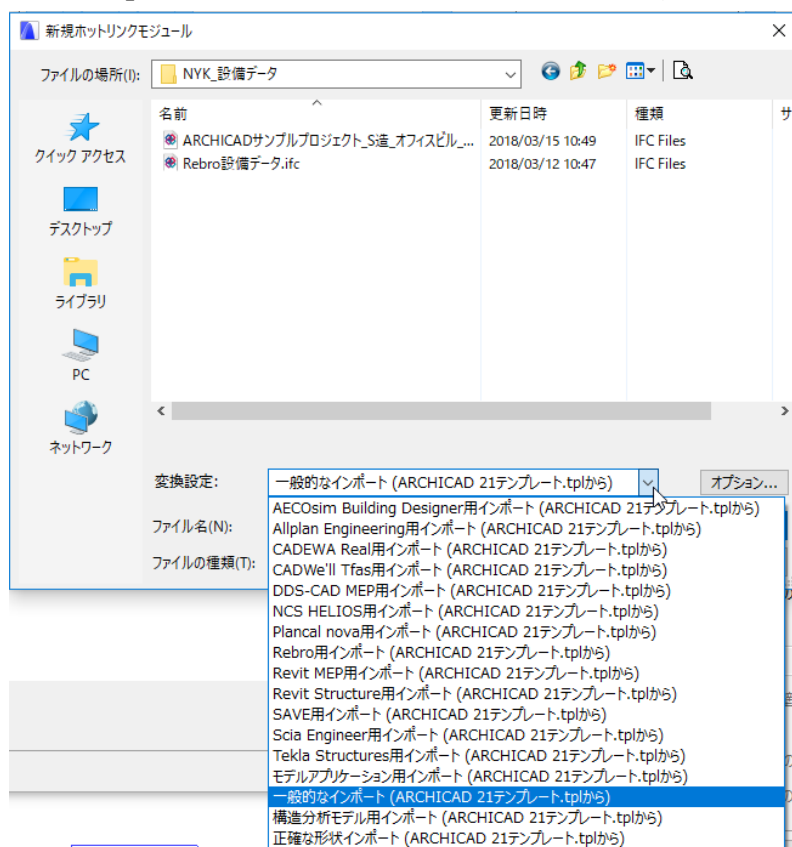 新規ホットリンクモジュール
ファイルの場所(I): NYK_設備データ
名前 更新日時 種類 サ
ARCHICADサンプルプロジェクト_S造_オフィスビル_... 2018/03/15 10:49 IFC Files
Rebro設備データ.ifc 2018/03/12 10:47 IFC Files
クイック アクセス
デスクトップ
ライブラリ
PC
ネットワーク
変換設定: 一般的なインポート (ARCHICAD 21テンプレート.tplから) オプション...
ファイル名(N):
ファイルの種類(T):
AECOsim Building Designer用インポート (ARCHICAD 21テンプレート.tplから)
Allplan Engineering用インポート (ARCHICAD 21テンプレート.tplから)
CADEWA Real用インポート (ARCHICAD 21テンプレート.tplから)
CADWe'll Tfas用インポート (ARCHICAD 21テンプレート.tplから)
DDS-CAD MEP用インポート (ARCHICAD 21テンプレート.tplから)
NCS HELIOS用インポート (ARCHICAD 21テンプレート.tplから)
Plancal nova用インポート (ARCHICAD 21テンプレート.tplから)
Rebro用インポート (ARCHICAD 21テンプレート.tplから)
Revit MEP用インポート (ARCHICAD 21テンプレート.tplから)
Revit Structure用インポート (ARCHICAD 21テンプレート.tplから)
SAVE用インポート (ARCHICAD 21テンプレート.tplから)
Scia Engineer用インポート (ARCHICAD 21テンプレート.tplから)
Tekla Structures用インポート (ARCHICAD 21テンプレート.tplから)
モデルアプリケーション用インポート (ARCHICAD 21テンプレート.tplから)
一般的なインポート (ARCHICAD 21テンプレート.tplから)
構造分析モデル用インポート (ARCHICAD 21テンプレート.tplから)
正確な形状インポート (ARCHICAD 21テンプレート.tplから)